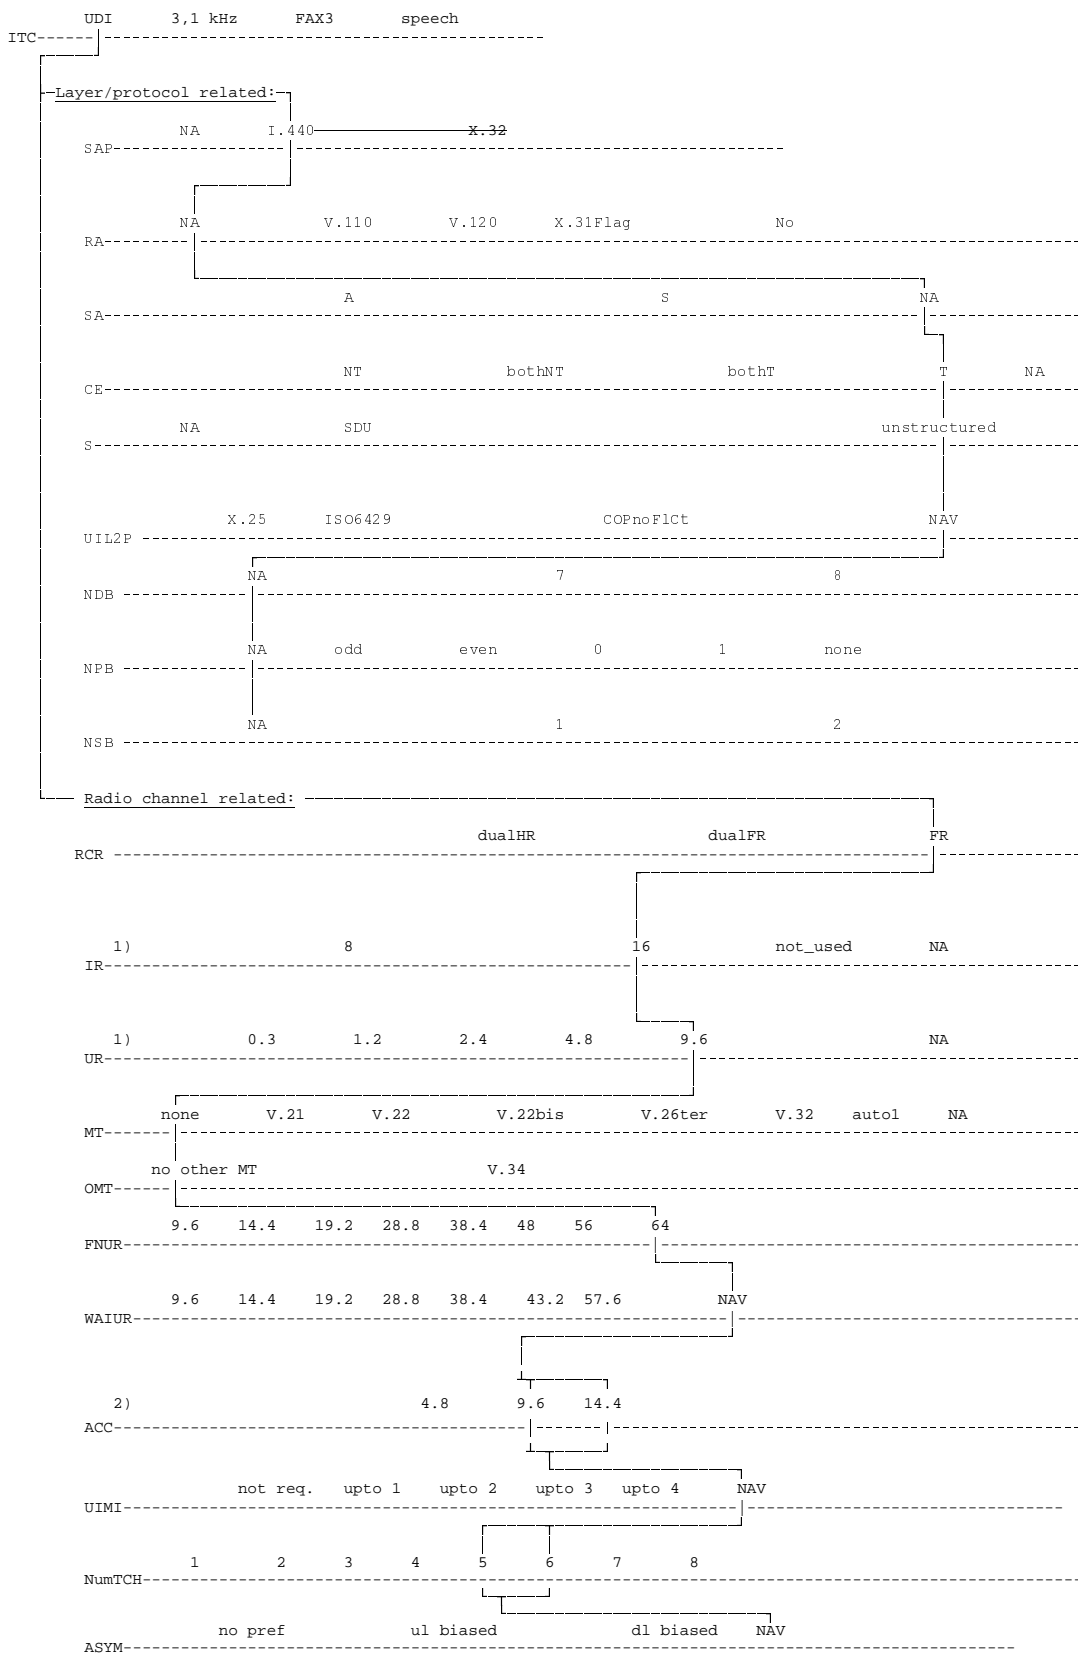 UDI 3,1 kHz FAX3 speech
ITC
Layer/protocol related:
NA I.440 X.32
SAP
NA V.110 V.120 X.31Flag No
RA
A S NA
SA
NT bothNT bothT T NA
CE
NA SDU unstructured
S
X.25 ISO6429 COPnoFlCt NAV
UIL2P
NA 7 8
NDB
NA odd even 0 1 none
NPB
NA 1 2
NSB
Radio channel related:
dualHR dualFR FR
RCR
1) 8 16 not_used NA
IR
1) 0.3 1.2 2.4 4.8 9.6 NA
UR
none V.21 V.22 V.22bis V.26ter V.32 auto1 NA
MT
no other MT V.34
OMT
9.6 14.4 19.2 28.8 38.4 48 56 64
FNUR
9.6 14.4 19.2 28.8 38.4 43.2 57.6 NAV
WAIUR
2) 4.8 9.6 14.4
ACC
not req. upto 1 upto 2 upto 3 upto 4 NAV
UIMI
1 2 3 4 5 6 7 8
NumTCH
no pref ul biased dl biased NAV
ASYM